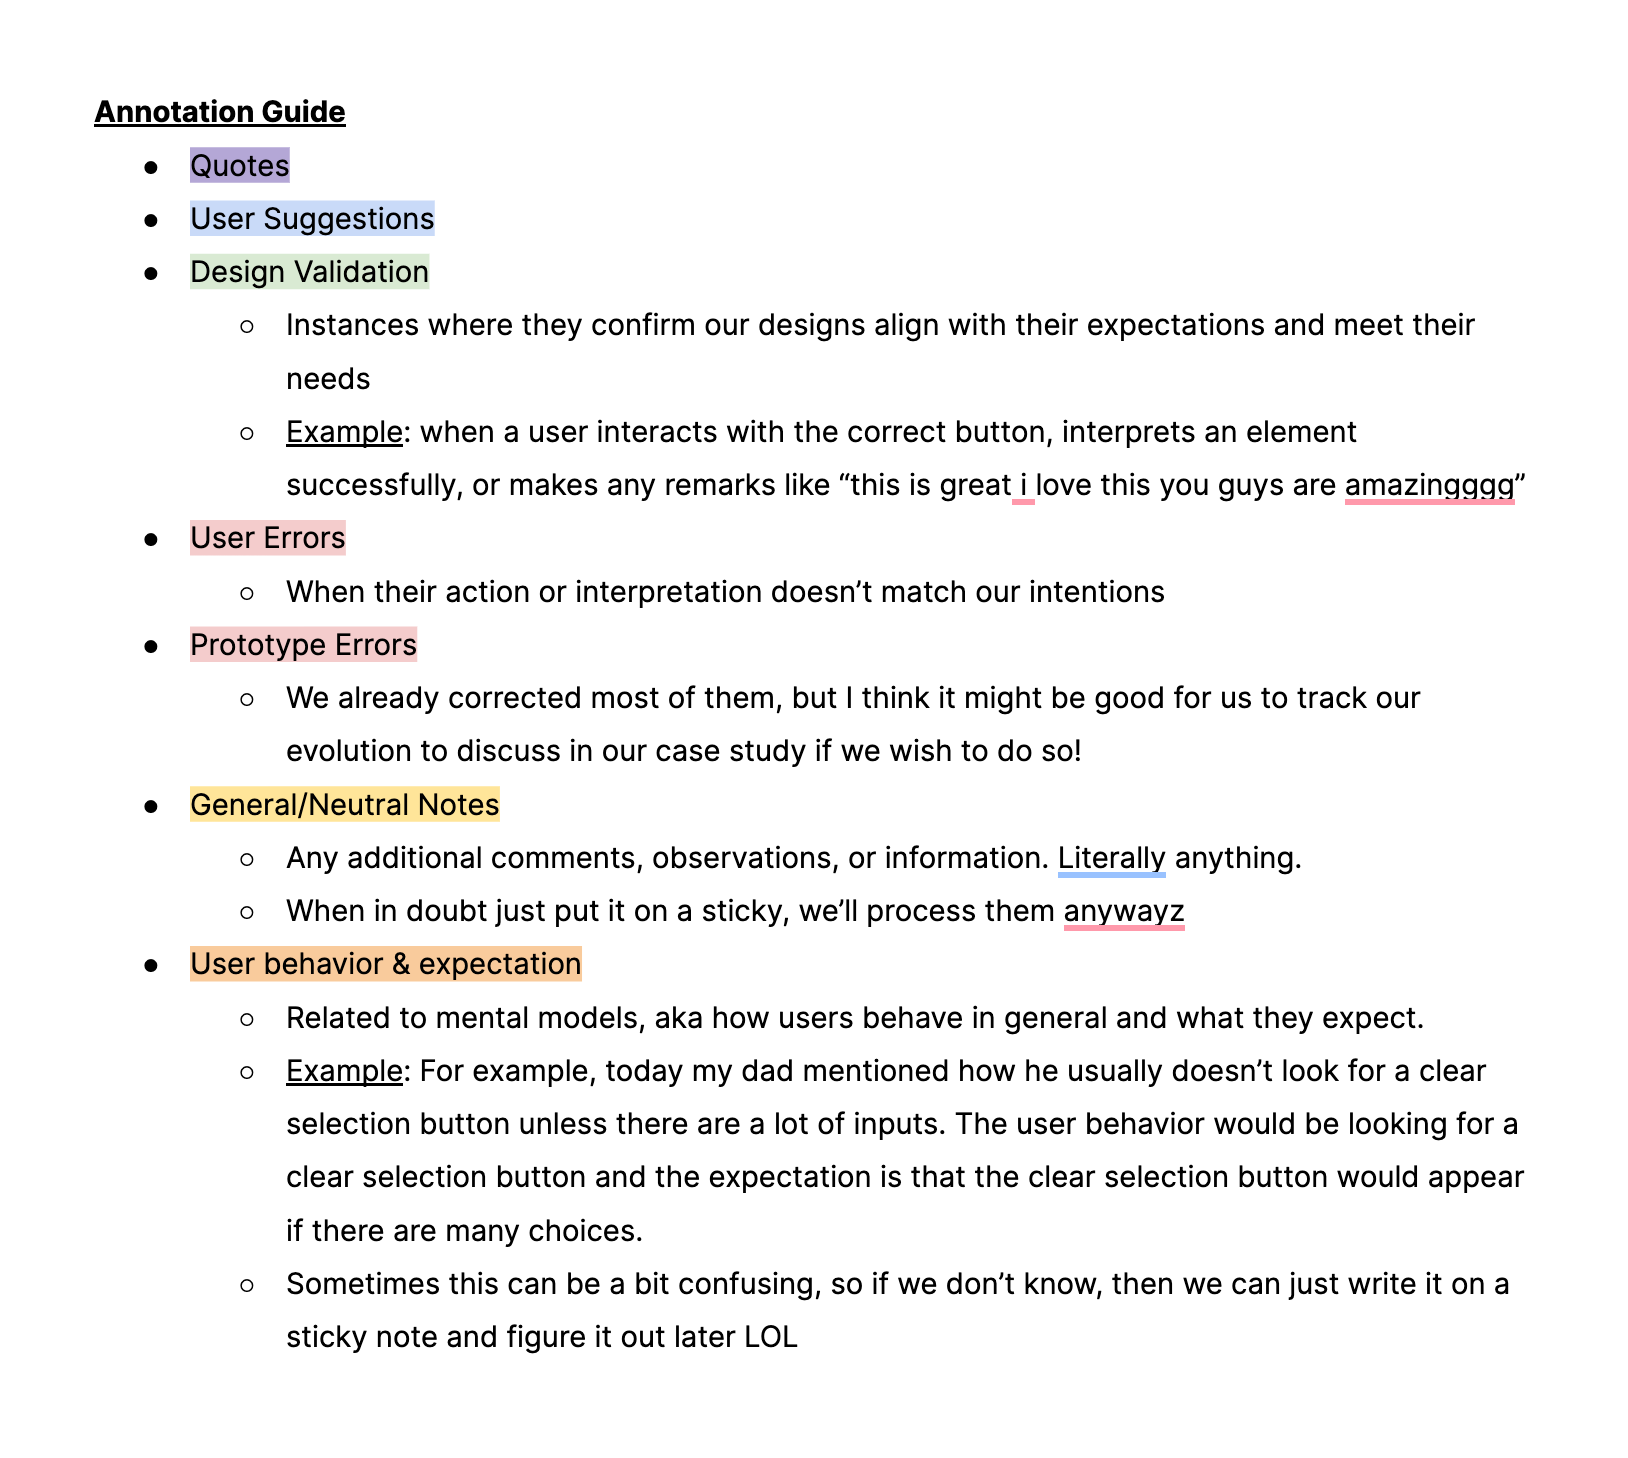 Annotation Guide
● Quotes
● User Suggestions
● Design Validation
○ Instances where they confirm our designs align with their expectations and meet their
needs
○ Example: when a user interacts with the correct button, interprets an element
successfully, or makes any remarks like “this is great i love this you guys are amazingggg”
● User Errors
○ When their action or interpretation doesn’t match our intentions
● Prototype Errors
○ We already corrected most of them, but I think it might be good for us to track our
evolution to discuss in our case study if we wish to do so!
● General/Neutral Notes
○ Any additional comments, observations, or information. Literally anything.
○ When in doubt just put it on a sticky, we’ll process them anywayz
● User behavior & expectation
○ Related to mental models, aka how users behave in general and what they expect.
○ Example: For example, today my dad mentioned how he usually doesn’t look for a clear
selection button unless there are a lot of inputs. The user behavior would be looking for a
clear selection button and the expectation is that the clear selection button would appear
if there are many choices.
○ Sometimes this can be a bit confusing, so if we don’t know, then we can just write it on a
sticky note and figure it out later LOL